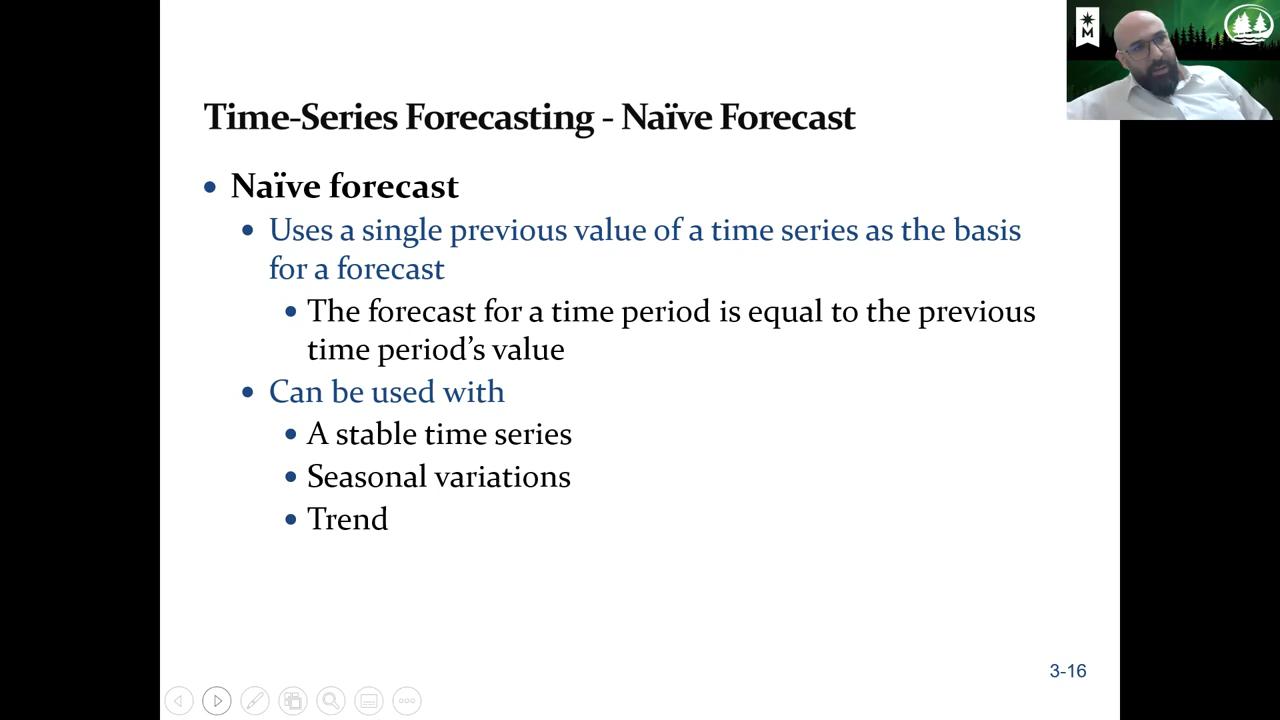 M
Time-Series Forecasting - Naïve Forecast
Naïve forecast
Uses a single previous value of a time series as the basis
for a forecast
The forecast for a time period is equal to the previous
time period’s value
Can be used with
A stable time series
Seasonal variations
Trend
3-16